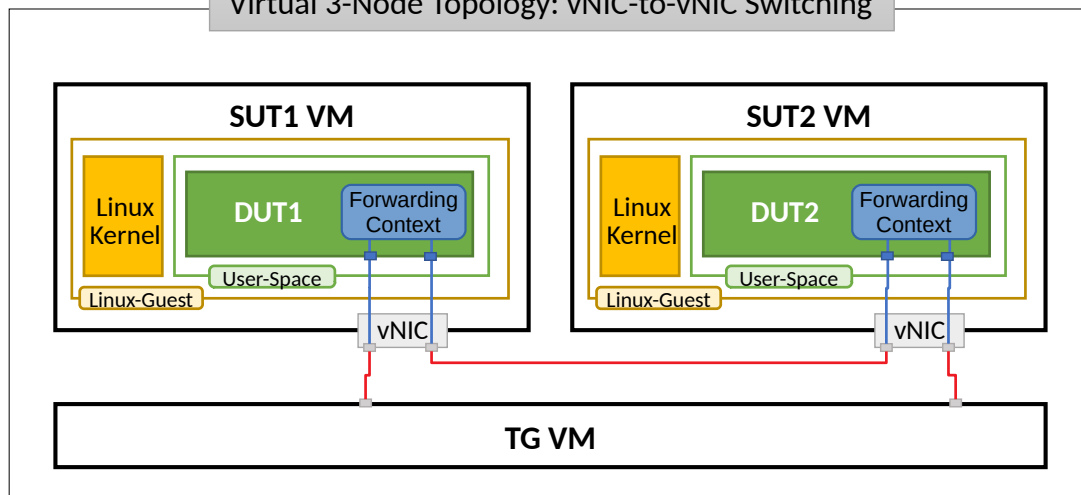 Virtual 3-Node Topology: vNIC-to-vNIC Switching
SUT1 VM
SUT2 VM
Linux
Kernel
DUT1
Forwarding
Context
User-Space
Linux-Guest
vNIC
Linux
Kernel
DUT2
Forwarding
Context
User-Space
Linux-Guest
vNIC
TG VM